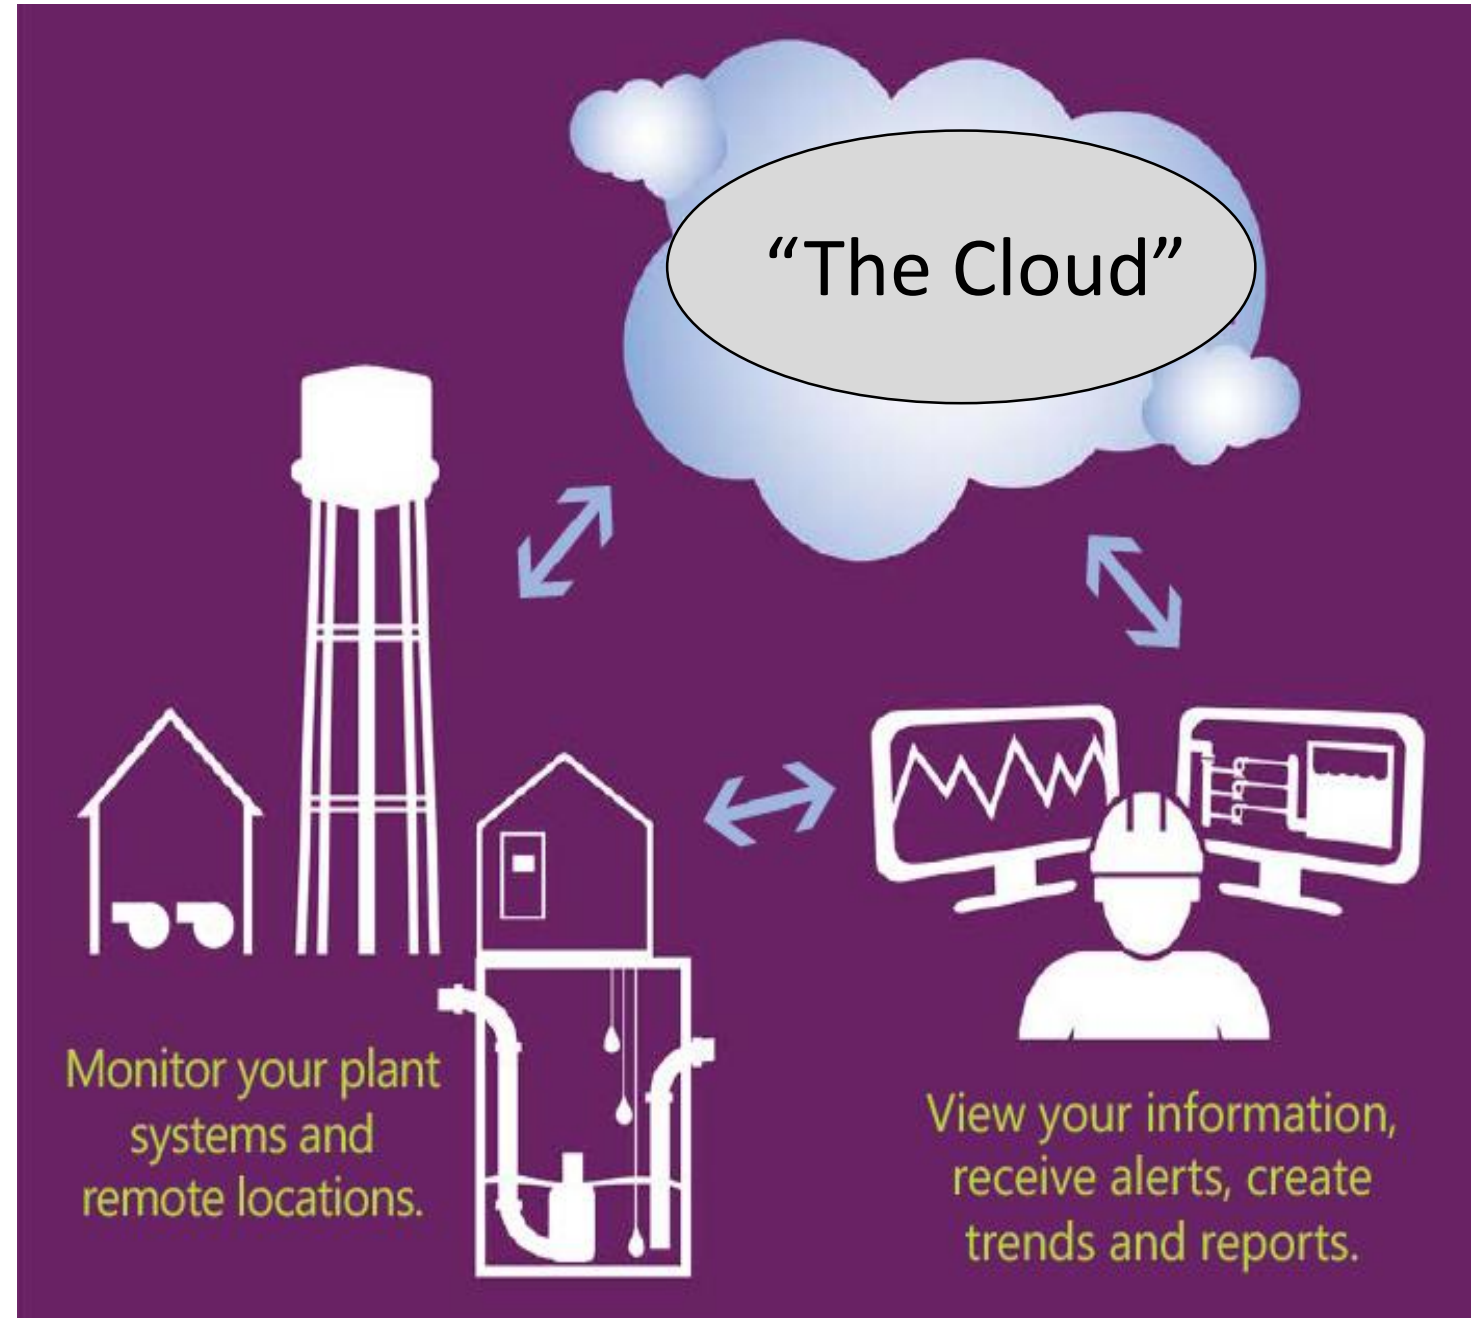 “The Cloud”
Monitor your plant
systems and
remote locations.
View your information,
receive alerts, create
trends and reports.